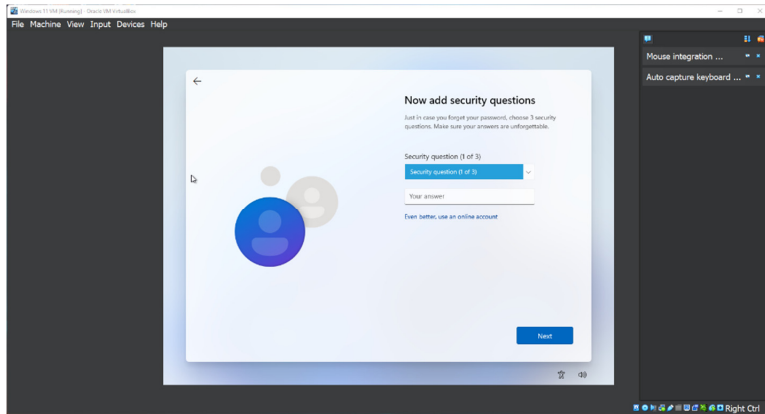 Windows 11 VM [Running] - Oracle VM VirtualBox
File Machine View Input Devices Help
Mouse integration ...
Auto capture keyboard ...
Now add security questions
Just in case you forget your password, choose 3 security
questions. Make sure your answers are unforgettable.
Security question (1 of 3)
Security question (1 of 3)
Your answer
Even better, use an online account
Next
Right Ctrl